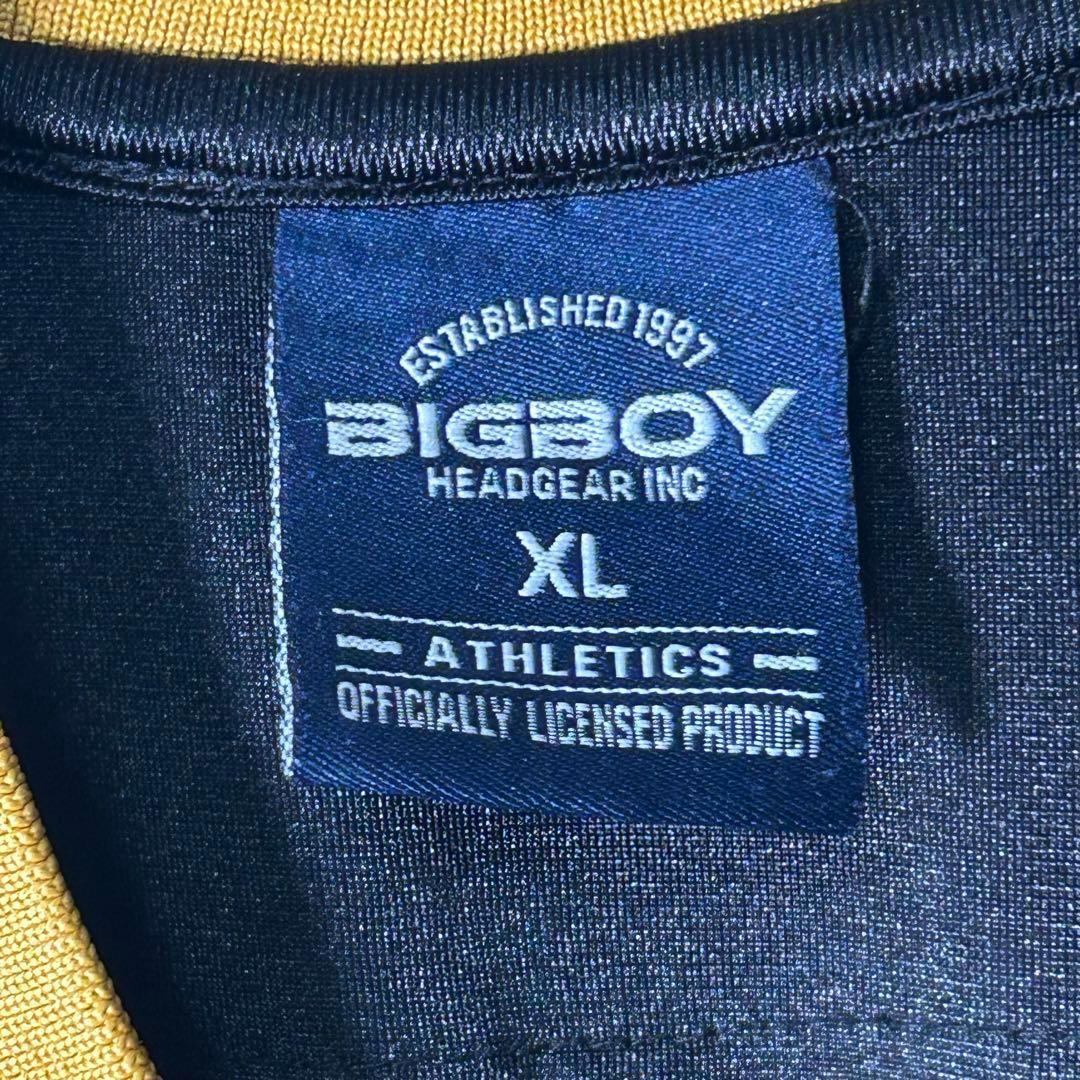 ESTABLISHED 1997
BIGBOY
HEADGEAR INC
XL
ATHLETICS
OFFICIALLY LICENSED PRODUCT